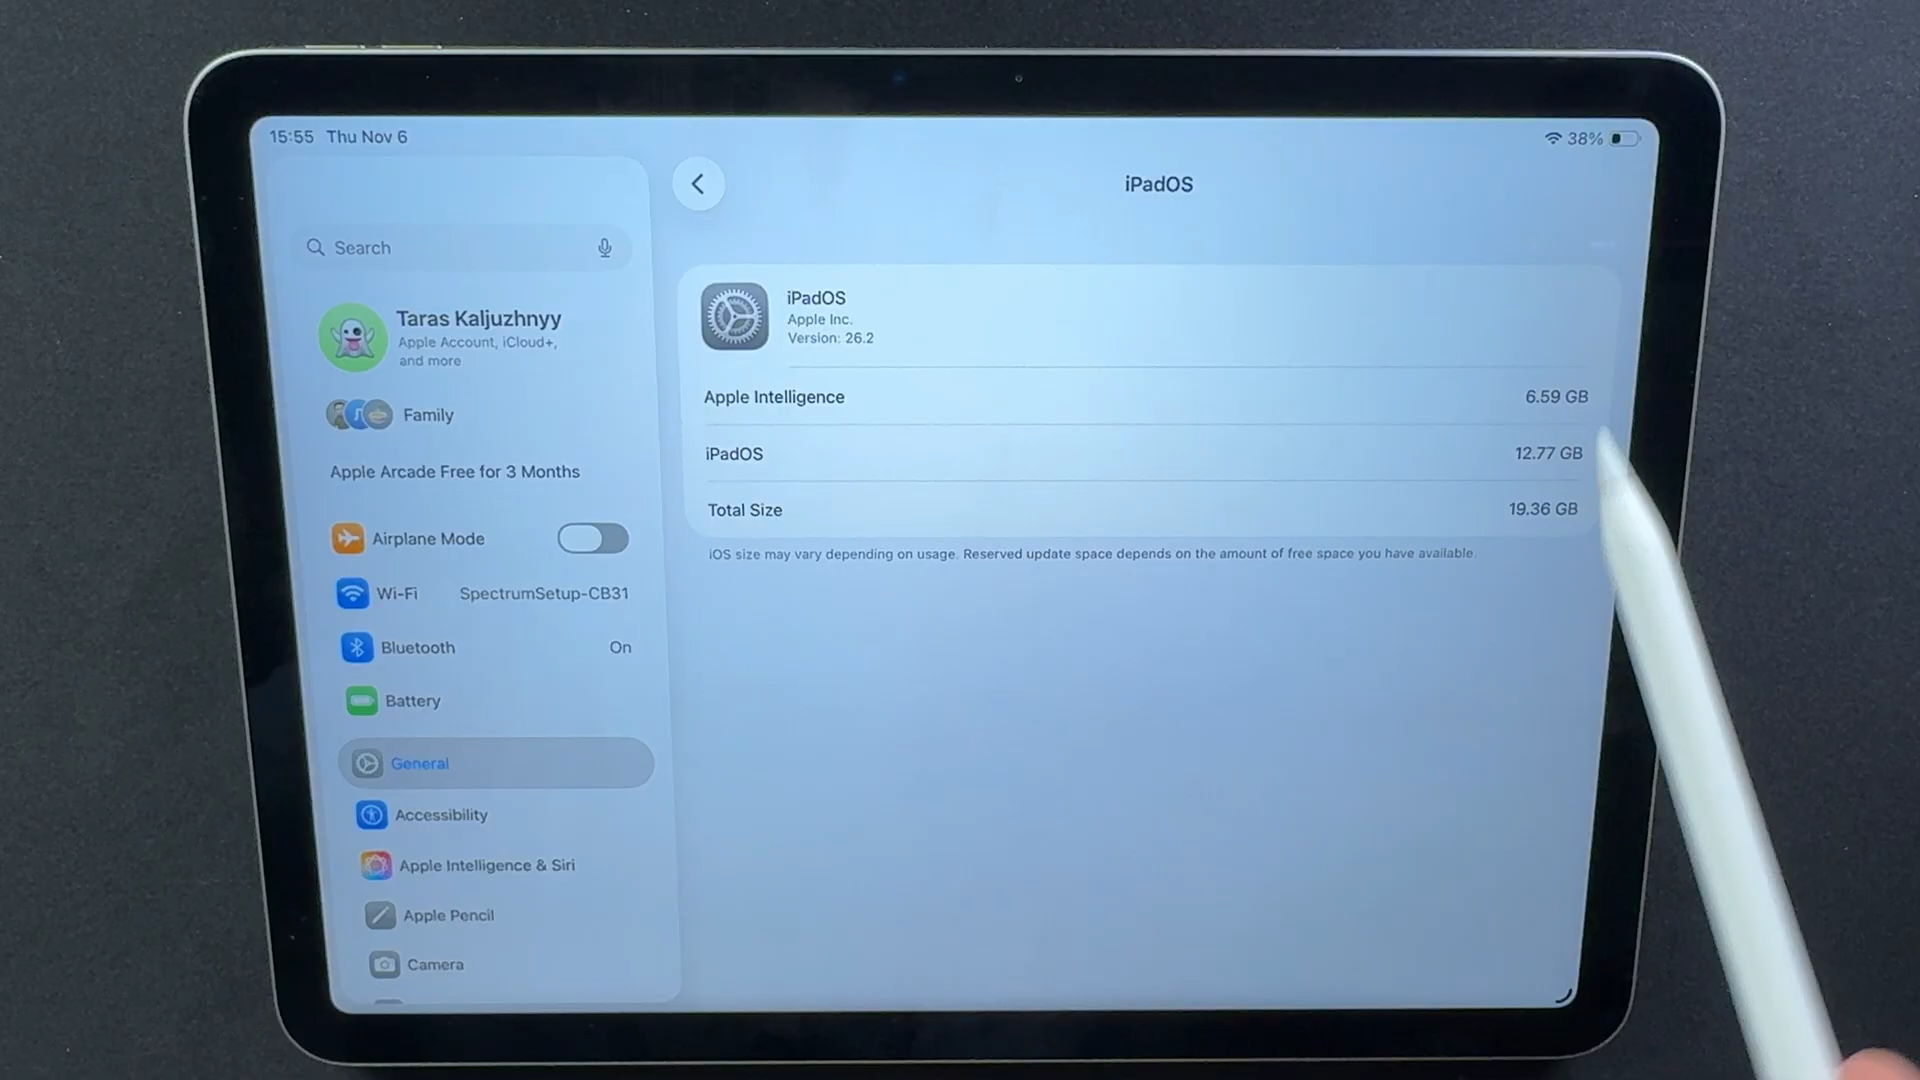 15:55 Thu Nov 6
38%
Search
Taras Kaljuzhnyy
Apple Account, iCloud+,
and more
Family
Apple Arcade Free for 3 Months
Airplane Mode
Wi-Fi SpectrumSetup-CB31
Bluetooth On
Battery
General
Accessibility
Apple Intelligence & Siri
Apple Pencil
Camera
iPadOS
iPadOS
Apple Inc.
Version: 26.2
Apple Intelligence 6.59 GB
iPadOS 12.77 GB
Total Size 19.36 GB
iOS size may vary depending on usage. Reserved update space depends on the amount of free space you have available.